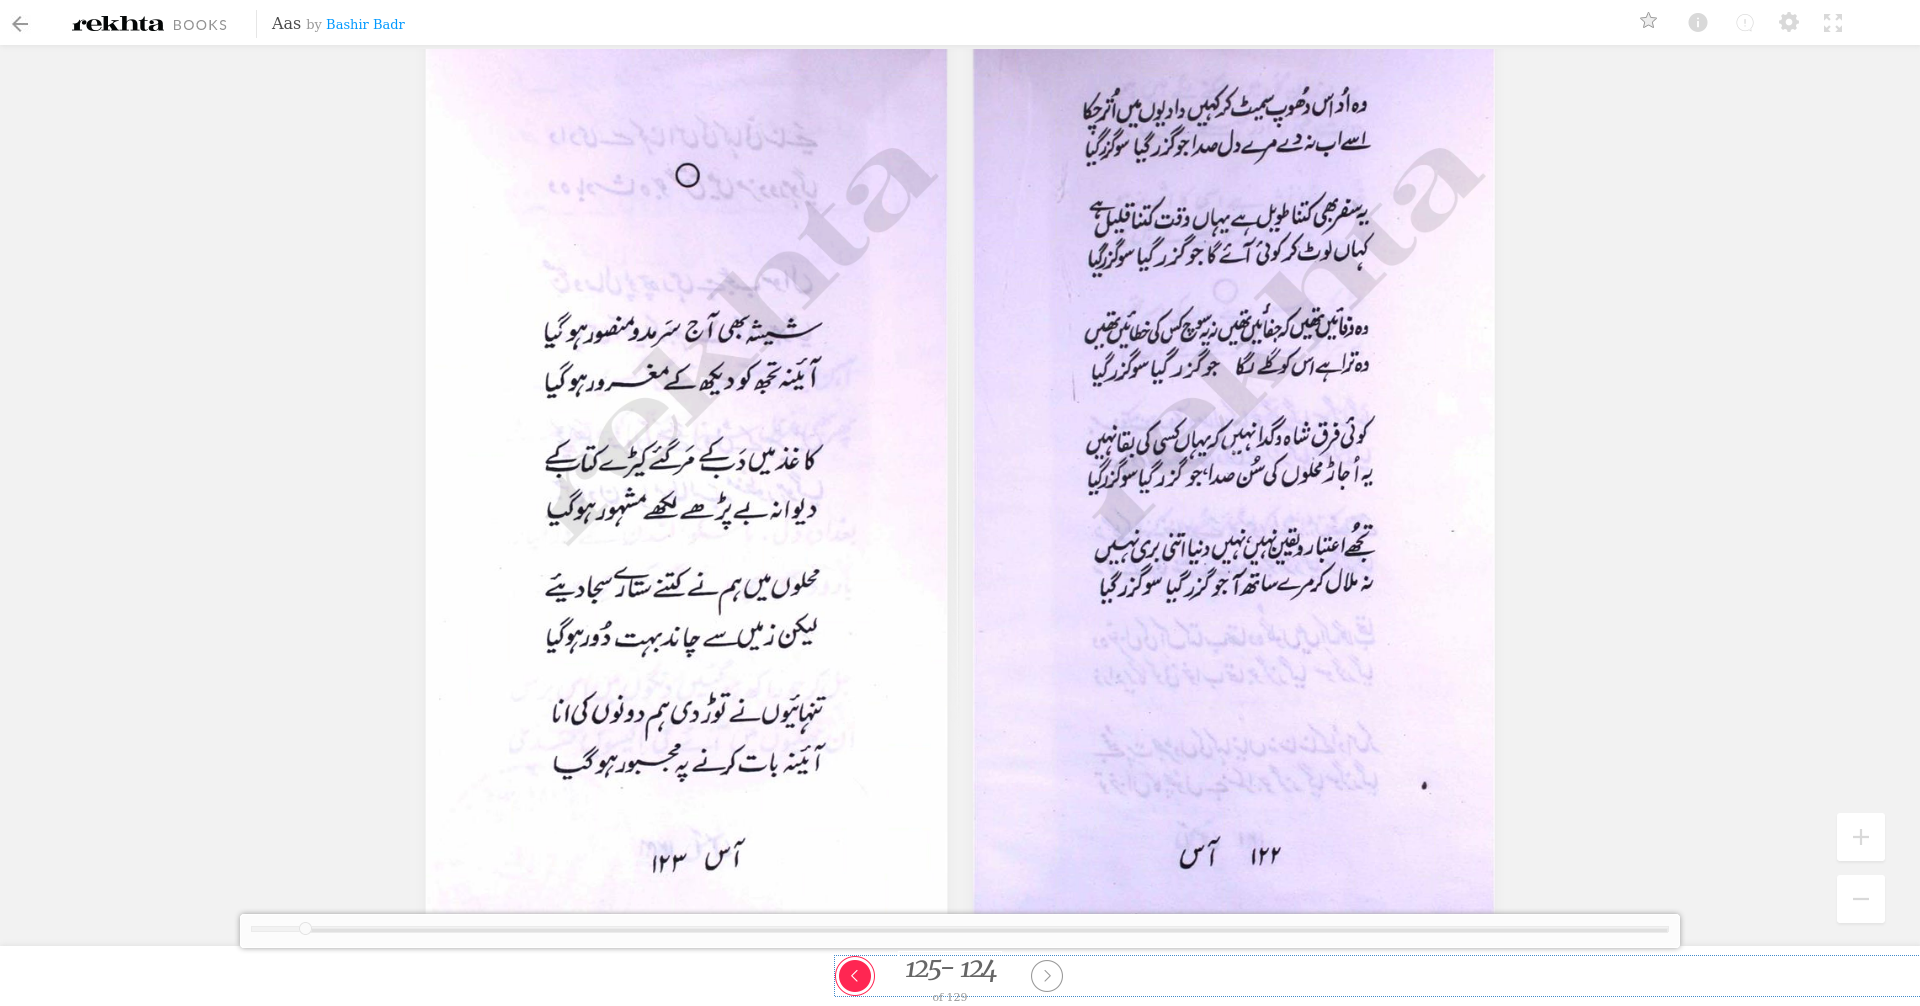 rekhta BOOKS Aas by Bashir Badr
وہ اُداس دُھوپ سمیٹ کر کہیں وادیوں میں اُتر چکا
اسے اب نہ دے مرے دل صدا جو گزر گیا سو گزر گیا
یہ سفر بھی کتنا طویل ہے یہاں وقت کتنا قلیل ہے
کہاں لوٹ کر کوئی آئے گا جو گزر گیا سو گزر گیا
وہ وفائیں تھیں کہ جفائیں تھیں نہ یہ سوچ کس کی خطائیں تھیں
وہ ترا ہے اس کو گلے لگا جو گزر گیا سو گزر گیا
کوئی فرق شاہ و گدا نہیں کہ یہاں کسی کی بقا نہیں
یہ اُجاڑ محلوں کی سُن صدا، جو گزر گیا سو گزر گیا
تجھے اعتبار و یقین نہیں، نہیں دنیا اتنی بری نہیں
نہ ملال کر مرے ساتھ آ جو گزر گیا سو گزر گیا
۱۲۲ آس
شیشہ بھی آج سَرمد و منصور ہو گیا
آئینہ تجھ کو دیکھ کے مغرور ہو گیا
کاغذ میں دَب کے مَر گئے کیڑے کتاب کے
دیوانہ بے پڑھے لکھے مشہور ہو گیا
محلوں میں ہم نے کتنے ستارے سجا دیئے
لیکن زمیں سے چاند بہت دُور ہو گیا
تنہائیوں نے توڑ دی ہم دونوں کی انا
آئینہ بات کرنے پہ مجبور ہو گیا
آس ۱۲۳
rekhta
rekhta
125- 124
of 129